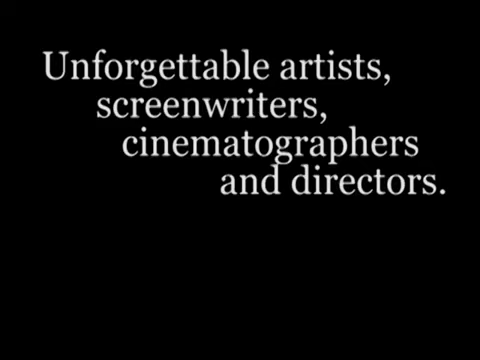 Unforgettable artists,
screenwriters,
cinematographers
and directors.